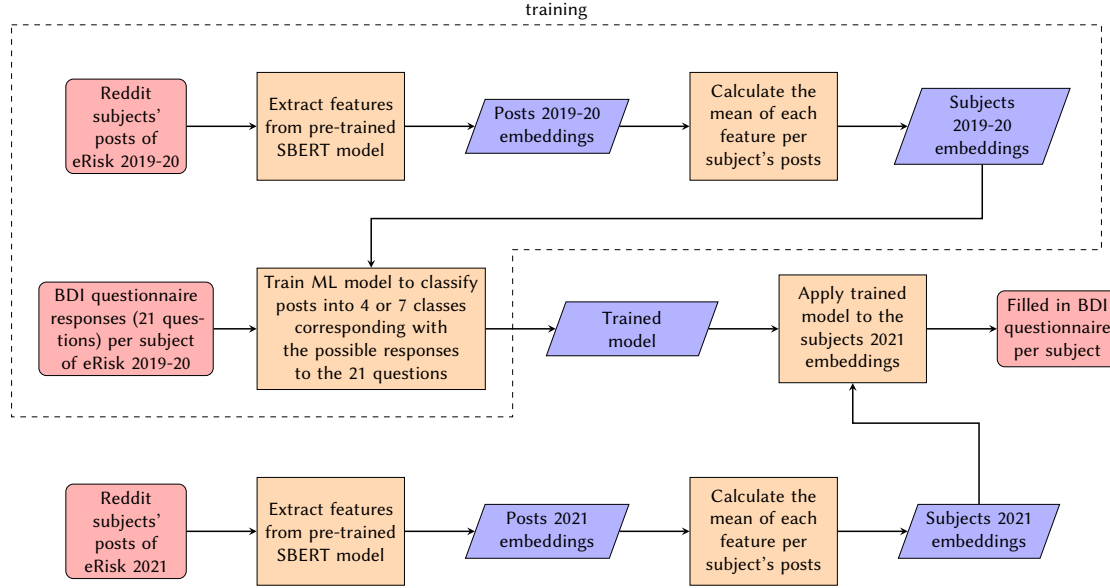 training
Reddit
subjects'
posts of
eRisk 2019-20
Extract features
from pre-trained
SBERT model
Posts 2019-20
embeddings
Calculate the
mean of each
feature per
subject's posts
Subjects
2019-20
embeddings
BDI questionnaire
responses (21 ques-
tions) per subject
of eRisk 2019-20
Train ML model to classify
posts into 4 or 7 classes
corresponding with
the possible responses
to the 21 questions
Trained
model
Apply trained
model to the
subjects 2021
embeddings
Filled in BDI
questionnaire
per subject
Reddit
subjects'
posts of
eRisk 2021
Extract features
from pre-trained
SBERT model
Posts 2021
embeddings
Calculate the
mean of each
feature per
subject's posts
Subjects 2021
embeddings